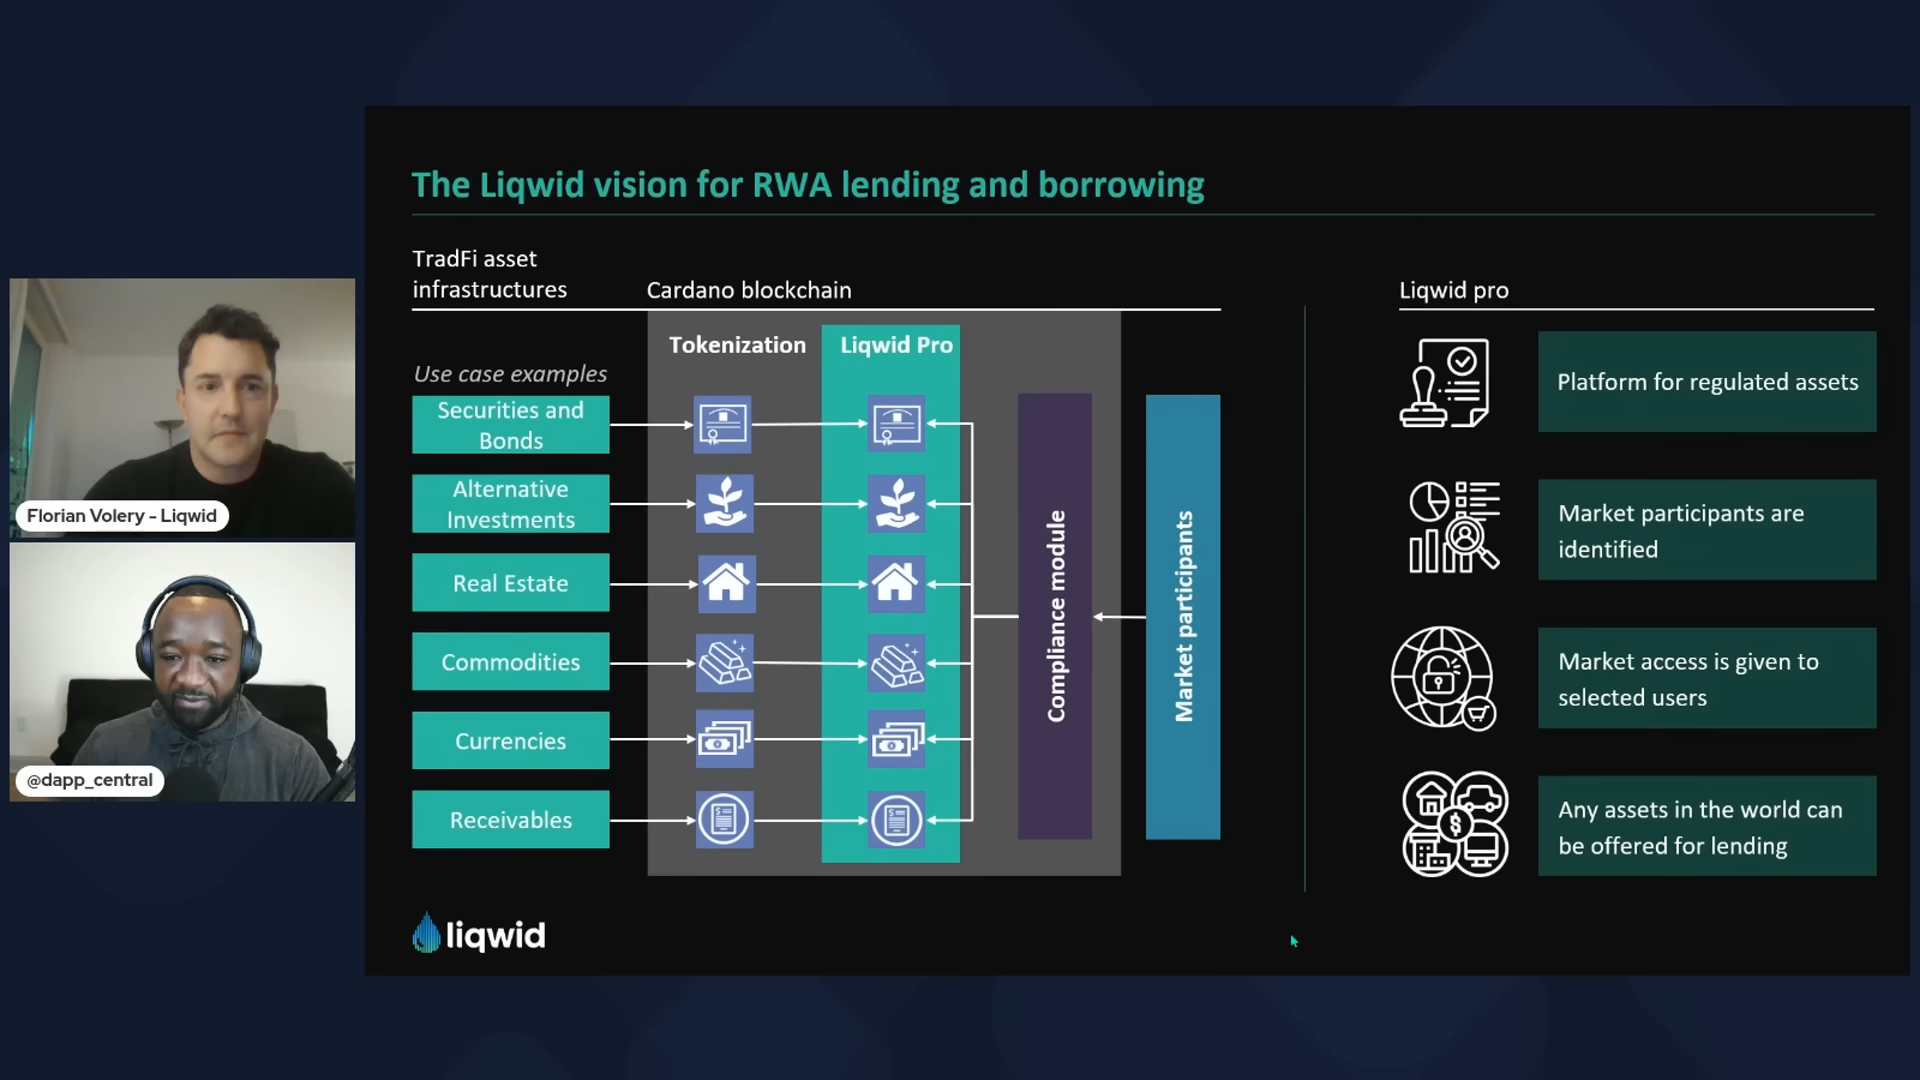 The Liqwid vision for RWA lending and borrowing
TradFi asset
infrastructures
Cardano blockchain
Liqwid pro
Tokenization
Liqwid Pro
Use case examples
Securities and
Bonds
Alternative
Investments
Real Estate
Commodities
Currencies
Receivables
Compliance module
Market participants
Platform for regulated assets
Market participants are
identified
Market access is given to
selected users
Any assets in the world can
be offered for lending
liqwid
Florian Volery - Liqwid
@dapp_central